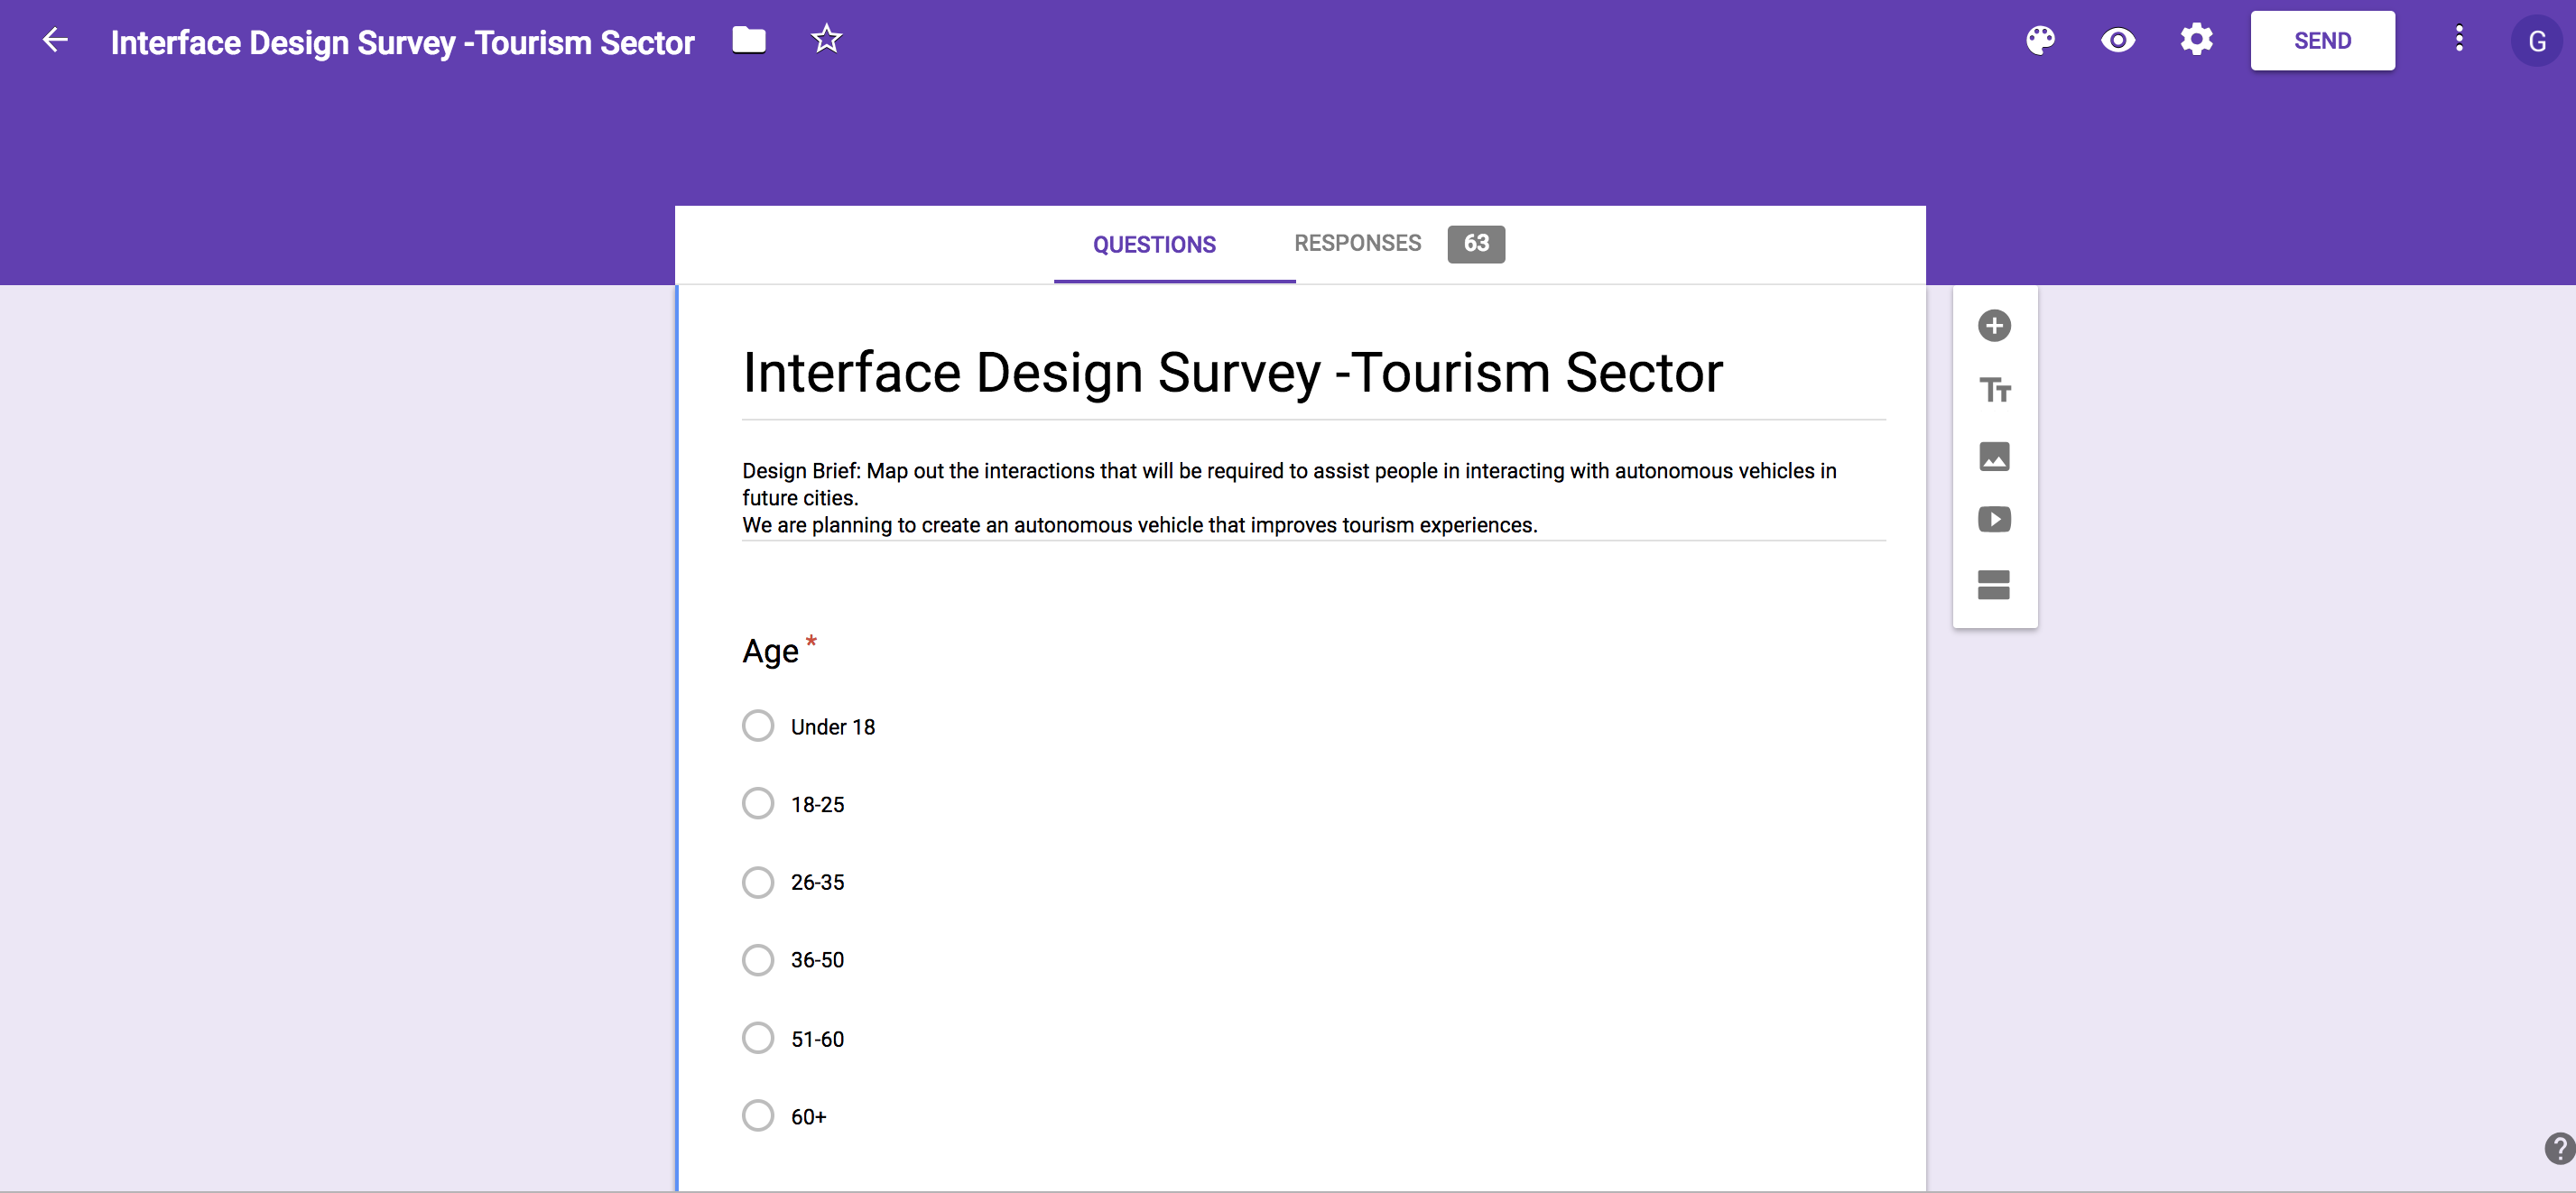 Interface Design Survey -Tourism Sector
SEND
G
QUESTIONS
RESPONSES 63
Interface Design Survey -Tourism Sector
Design Brief: Map out the interactions that will be required to assist people in interacting with autonomous vehicles in
future cities.
We are planning to create an autonomous vehicle that improves tourism experiences.
Age *
Under 18
18-25
26-35
36-50
51-60
60+